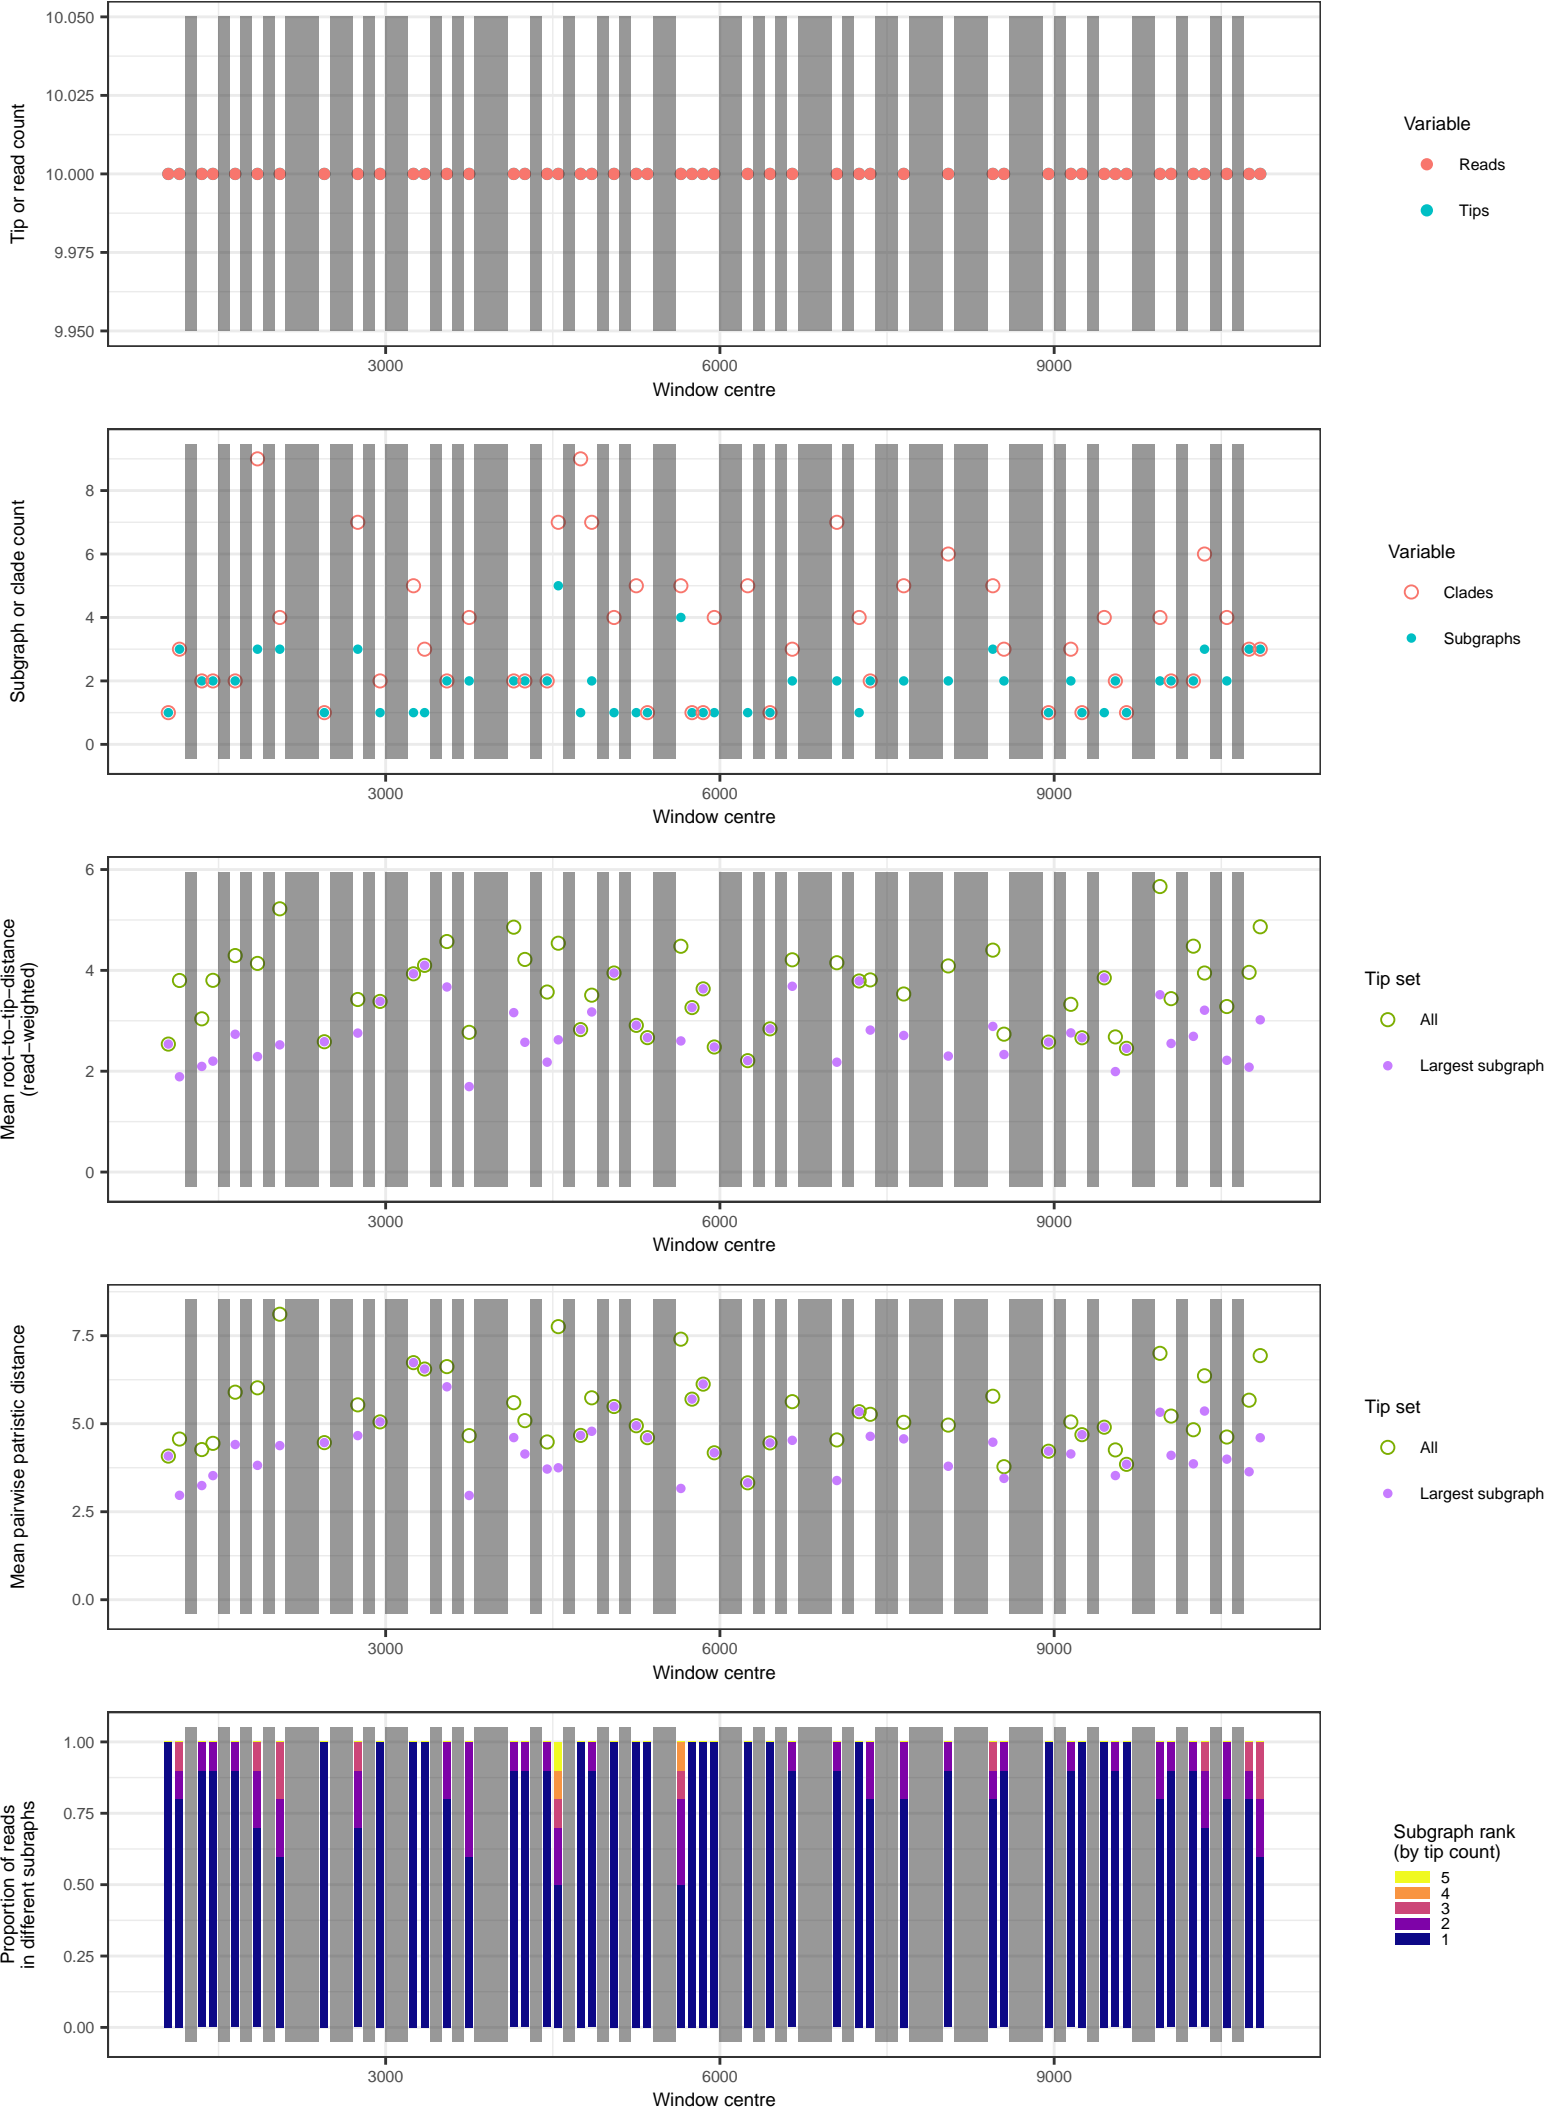 10.050
10.025
10.000
9.975
9.950
Tip or read count
3000
6000
9000
Window centre
Variable
Reads
Tips
8
6
4
2
0
Subgraph or clade count
3000
6000
9000
Window centre
Variable
Clades
Subgraphs
6
4
2
0
Mean root−to−tip−distance
(read−weighted)
3000
6000
9000
Window centre
Tip set
All
Largest subgraph
7.5
5.0
2.5
0.0
Mean pairwise patristic distance
3000
6000
9000
Window centre
Tip set
All
Largest subgraph
1.00
0.75
0.50
0.25
0.00
Proportion of reads
in different subraphs
3000
6000
9000
Window centre
Subgraph rank
(by tip count)
5
4
3
2
1